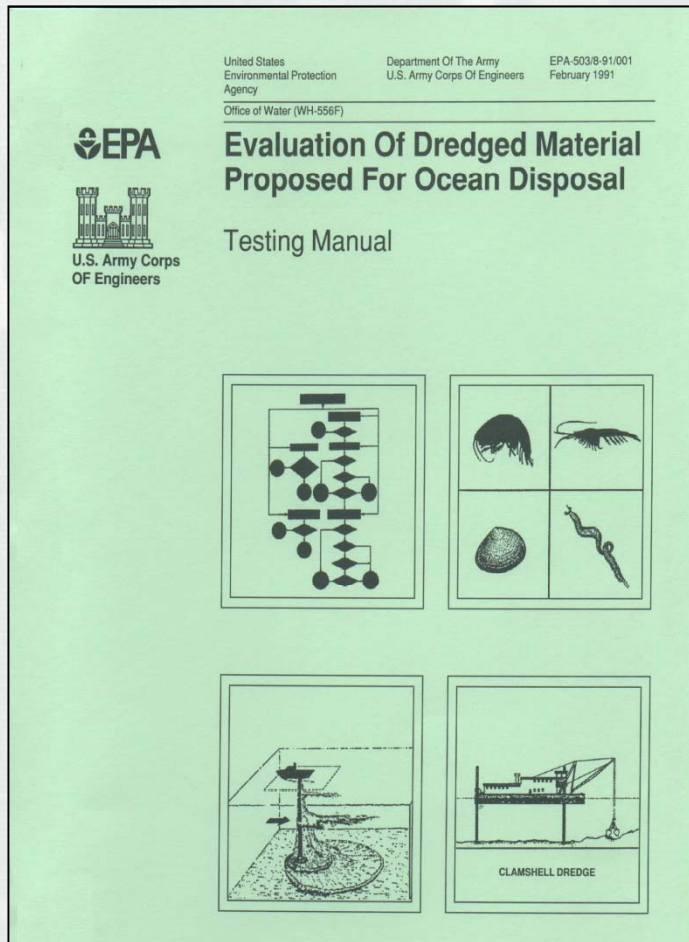 United States
Environmental Protection
Agency
Department Of The Army
U.S. Army Corps Of Engineers
EPA-503/8-91/001
February 1991
Office of Water (WH-556F)
EPA
U.S. Army Corps
OF Engineers
Evaluation Of Dredged Material
Proposed For Ocean Disposal
Testing Manual
CLAMSHELL DREDGE